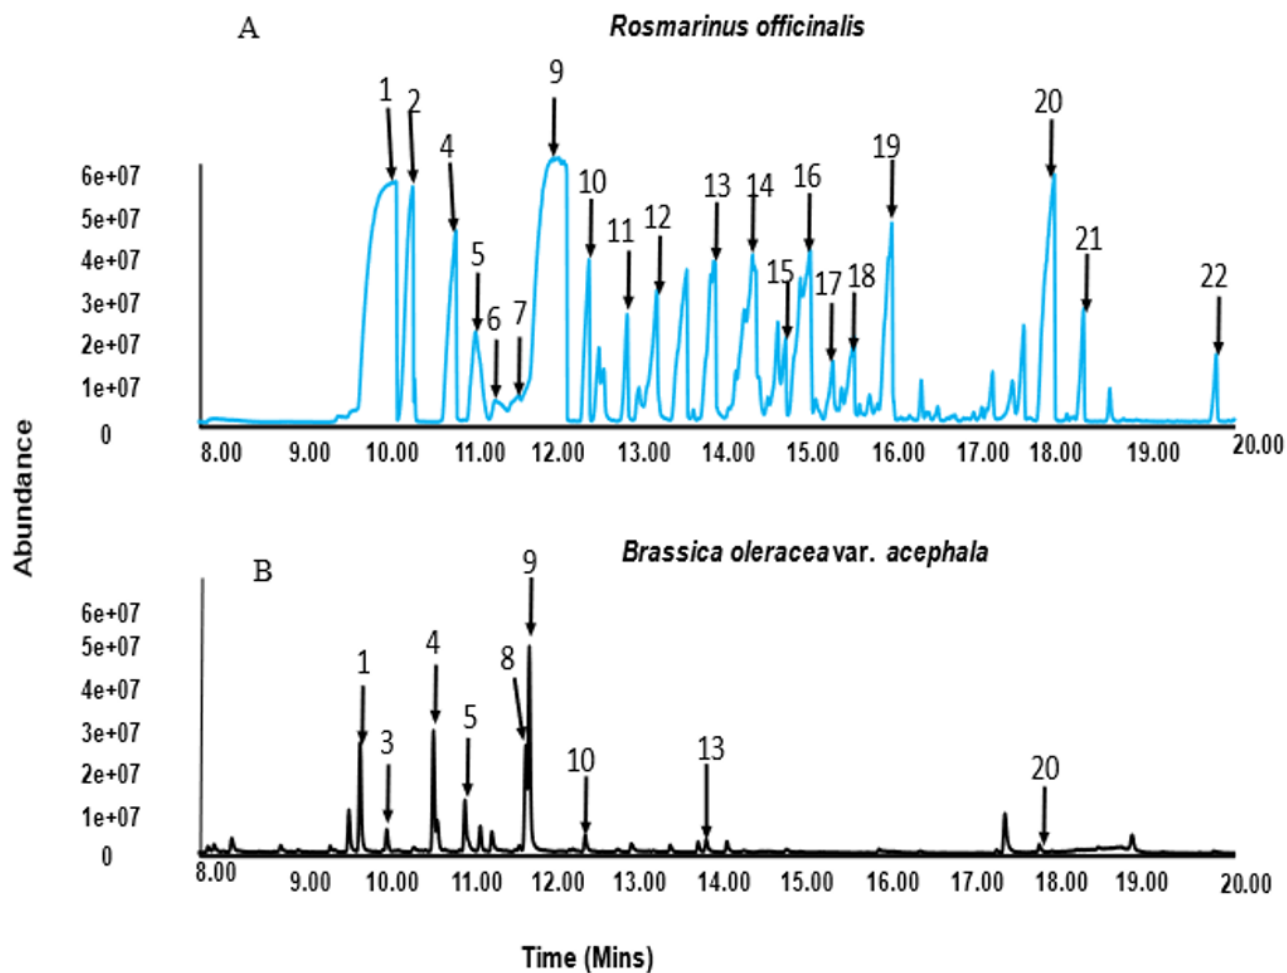 A
Rosmarinus officinalis
1 2 4 5 6 7 9 10 11 12 13 14 15 16 17 18 19 20 21 22
6e+07
5e+07
4e+07
3e+07
2e+07
1e+07
0
8.00 9.00 10.00 11.00 12.00 13.00 14.00 15.00 16.00 17.00 18.00 19.00 20.00
Abundance
B
Brassica oleracea var. acephala
1 3 4 5 8 9 10 13 20
6e+07
5e+07
4e+07
3e+07
2e+07
1e+07
0
8.00 9.00 10.00 11.00 12.00 13.00 14.00 15.00 16.00 17.00 18.00 19.00 20.00
Time (Mins)